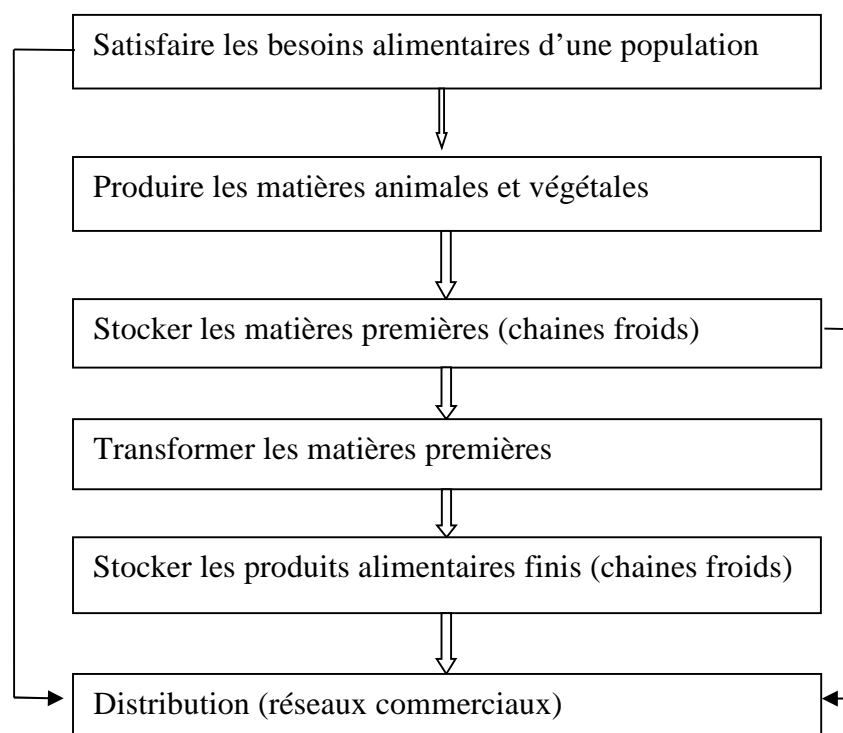 Satisfaire les besoins alimentaires d’une population
Produire les matières animales et végétales
Stocker les matières premières (chaines froids)
Transformer les matières premières
Stocker les produits alimentaires finis (chaines froids)
Distribution (réseaux commerciaux)